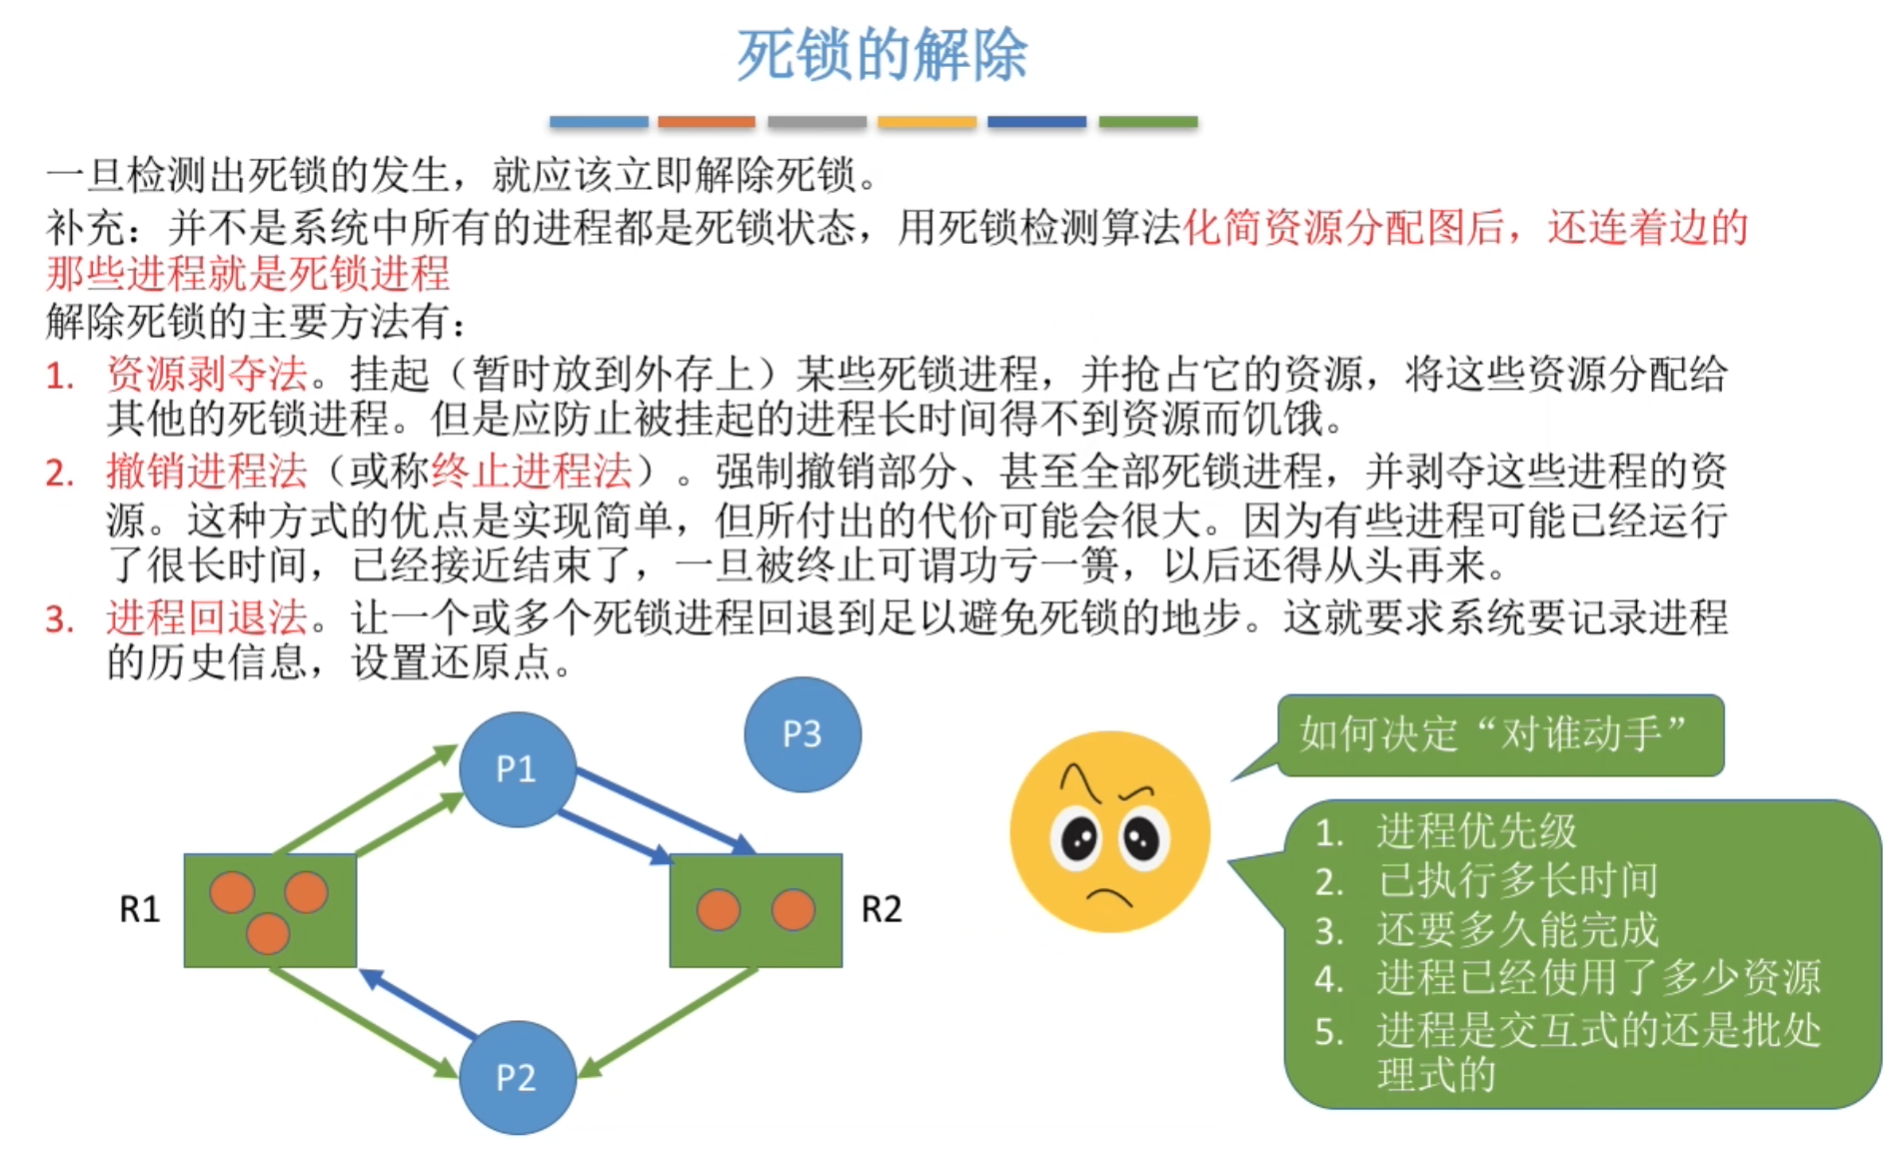 死锁的解除
一旦检测出死锁的发生，就应该立即解除死锁。
补充：并不是系统中所有的进程都是死锁状态，用死锁检测算法化简资源分配图后，还连着边的
那些进程就是死锁进程
解除死锁的主要方法有：
1. 资源剥夺法。挂起（暂时放到外存上）某些死锁进程，并抢占它的资源，将这些资源分配给
其他的死锁进程。但是应防止被挂起的进程长时间得不到资源而饥饿。
2. 撤销进程法（或称终止进程法）。强制撤销部分、甚至全部死锁进程，并剥夺这些进程的资
源。这种方式的优点是实现简单，但所付出的代价可能会很大。因为有些进程可能已经运行
了很长时间，已经接近结束了，一旦被终止可谓功亏一篑，以后还得从头再来。
3. 进程回退法。让一个或多个死锁进程回退到足以避免死锁的地步。这就要求系统要记录进程
的历史信息，设置还原点。
P1
P3
R1
R2
P2
如何决定“对谁动手”
1. 进程优先级
2. 已执行多长时间
3. 还要多久能完成
4. 进程已经使用了多少资源
5. 进程是交互式的还是批处
理式的